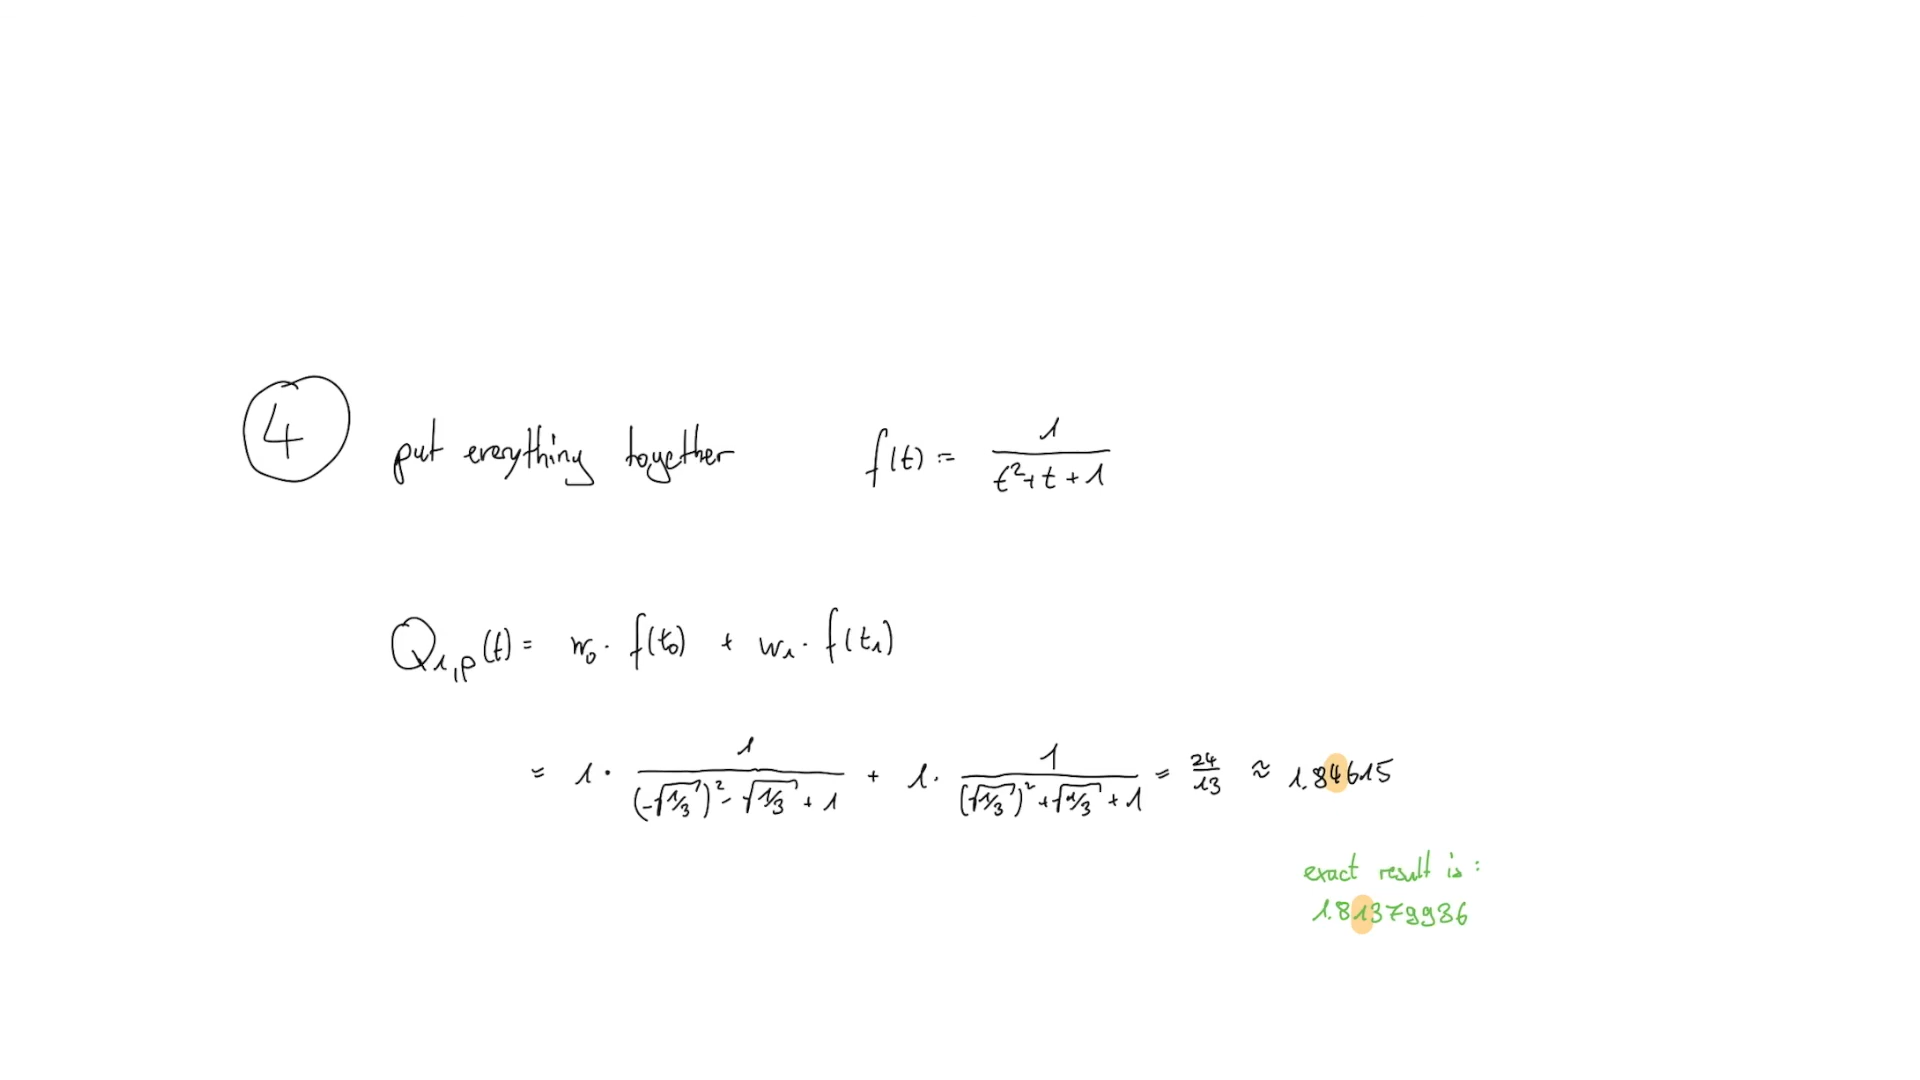 4 put everything together f(t) = 1/(t²+t+1)
Q₁,ₚ(t) = w₀ · f(t₀) + w₁ · f(t₁)
= 1 · 1/((-√1/3)² - √1/3 + 1) + 1 · 1/((√1/3)² + √1/3 + 1) = 24/13 ≈ 1.84615
exact result is:
1.81379936